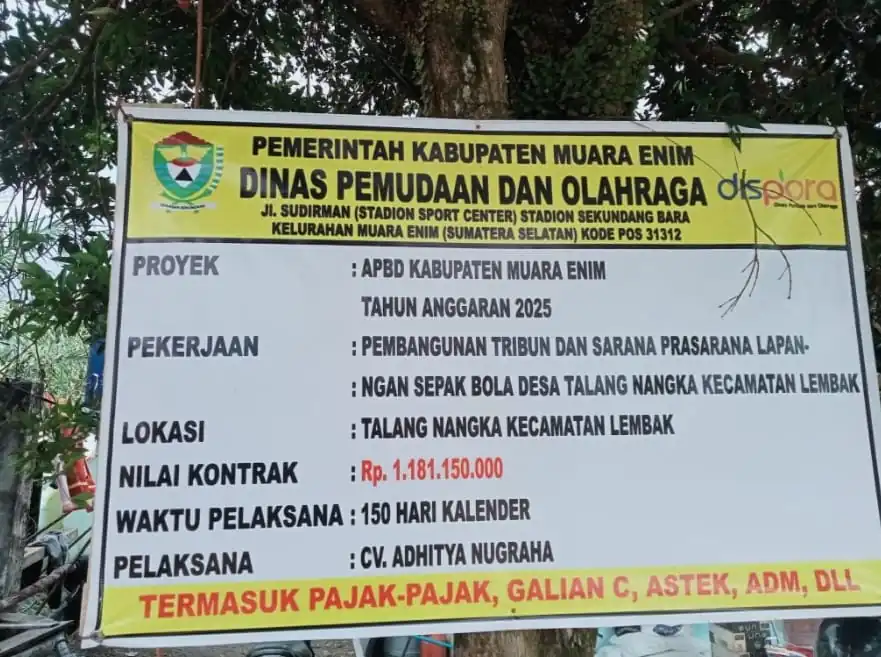 PEMERINTAH KABUPATEN MUARA ENIM
DINAS PEMUDAAN DAN OLAHRAGA
Jl. SUDIRMAN (STADION SPORT CENTER) STADION SEKUNDANG BARA
KELURAHAN MUARA ENIM (SUMATERA SELATAN) KODE POS 31312
dispora
PROYEK : APBD KABUPATEN MUARA ENIM
TAHUN ANGGARAN 2025
PEKERJAAN : PEMBANGUNAN TRIBUN DAN SARANA PRASARANA LAPAN-
: NGAN SEPAK BOLA DESA TALANG NANGKA KECAMATAN LEMBAK
LOKASI : TALANG NANGKA KECAMATAN LEMBAK
NILAI KONTRAK : Rp. 1.181.150.000
WAKTU PELAKSANA : 150 HARI KALENDER
PELAKSANA : CV. ADHITYA NUGRAHA
TERMASUK PAJAK-PAJAK, GALIAN C, ASTEK, ADM, DLL